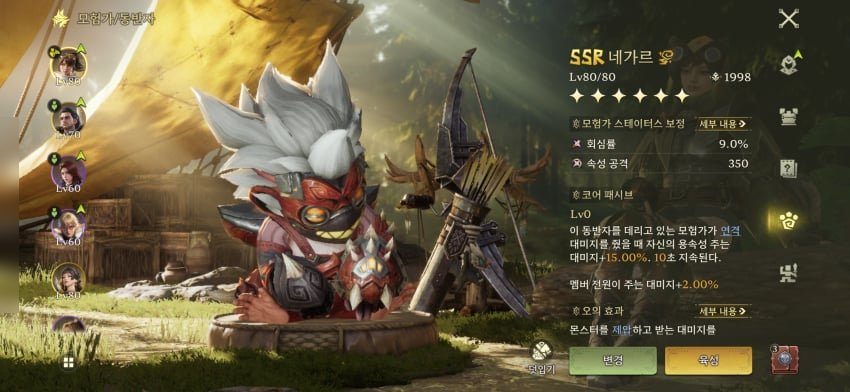 모험가/동반자
Lv80
Lv70
Lv60
Lv60
Lv80
SSR 네가르
Lv80/80
1998
모험가 스테이터스 보정
세부 내용
회심률 9.0%
속성 공격 350
코어 패시브
Lv0
이 동반자를 데리고 있는 모험가가 연격
대미지를 줬을 때 자신의 용속성 주는
대미지+15.00%. 10초 지속된다.
멤버 전원이 주는 대미지+2.00%
오의 효과
세부 내용
몬스터를 제압하고 받는 대미지를
덧입기
변경
육성
3